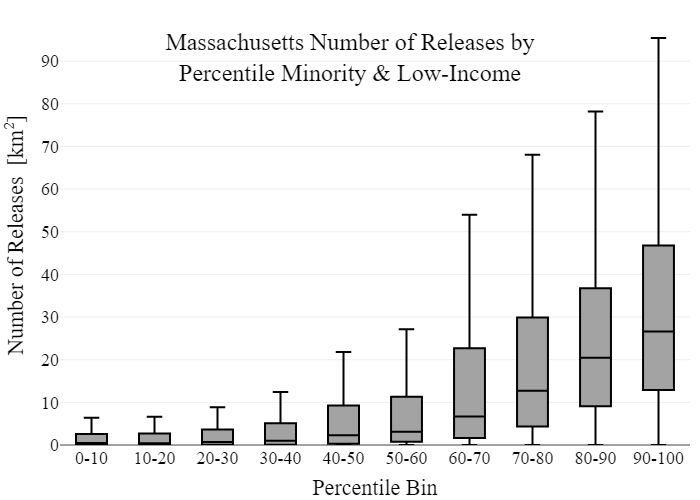 Massachusetts Number of Releases by
Percentile Minority & Low-Income
Number of Releases [km²]
90
80
70
60
50
40
30
20
10
0
0-10 10-20 20-30 30-40 40-50 50-60 60-70 70-80 80-90 90-100
Percentile Bin